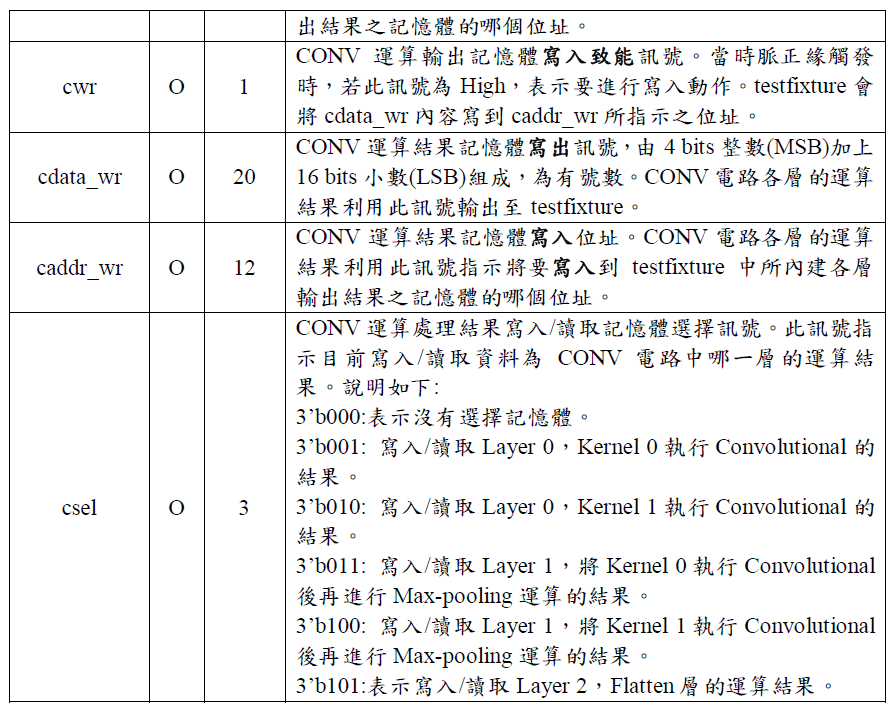 出結果之記憶體的哪個位址。
CONV 運算輸出記憶體寫入致能訊號。當時脈正緣觸發
cwr O 1 時，若此訊號為 High，表示要進行寫入動作。testfixture 會
將 cdata_wr 內容寫到 caddr_wr 所指示之位址。
CONV 運算結果記憶體寫出訊號，由 4 bits 整數(MSB)加上
cdata_wr O 20 16 bits 小數(LSB)組成，為有號數。CONV 電路各層的運算
結果利用此訊號輸出至 testfixture。
CONV 運算結果記憶體寫入位址。CONV 電路各層的運算
caddr_wr O 12 結果利用此訊號指示將要寫入到 testfixture 中所內建各層
輸出結果之記憶體的哪個位址。
CONV 運算處理結果寫入/讀取記憶體選擇訊號。此訊號指
示目前寫入/讀取資料為 CONV 電路中哪一層的運算結
果。說明如下:
3’b000:表示沒有選擇記憶體。
3’b001: 寫入/讀取 Layer 0，Kernel 0 執行 Convolutional 的
結果。
csel O 3 3’b010: 寫入/讀取 Layer 0，Kernel 1 執行 Convolutional 的
結果。
3’b011: 寫入/讀取 Layer 1，將 Kernel 0 執行 Convolutional
後再進行 Max-pooling 運算的結果。
3’b100: 寫入/讀取 Layer 1，將 Kernel 1 執行 Convolutional
後再進行 Max-pooling 運算的結果。
3’b101:表示寫入/讀取 Layer 2，Flatten 層的運算結果。